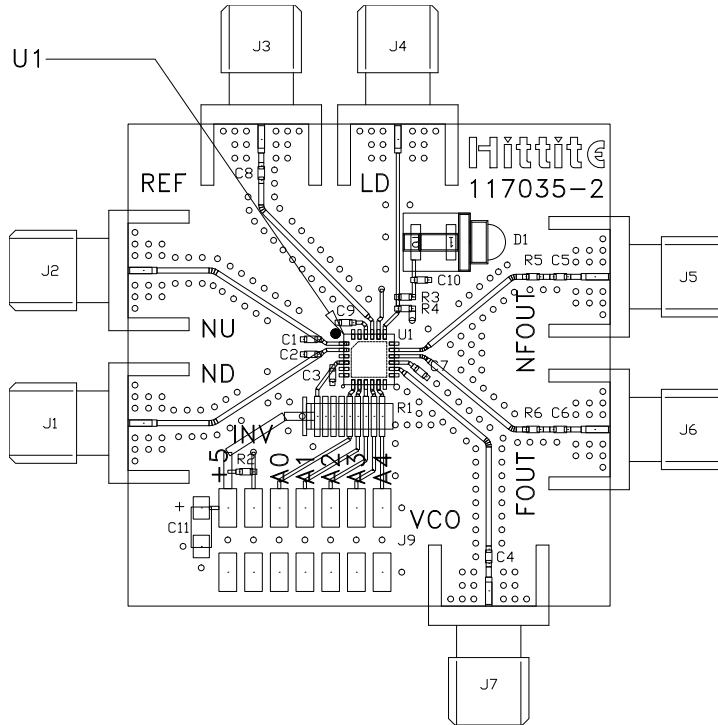 J3
J4
U1
Hittite
C8
REF
LD
117035-2
D1
J2
R5
C5
J5
C10
R3
R4
C9
NU
U1
C1
C2
NFOUT
ND
C3
C7
J1
R1
R6
C6
J6
INV
+5
R2
A0
A1
A2
A3
A4
FOUT
+
C11
VCO
J9
C4
J7